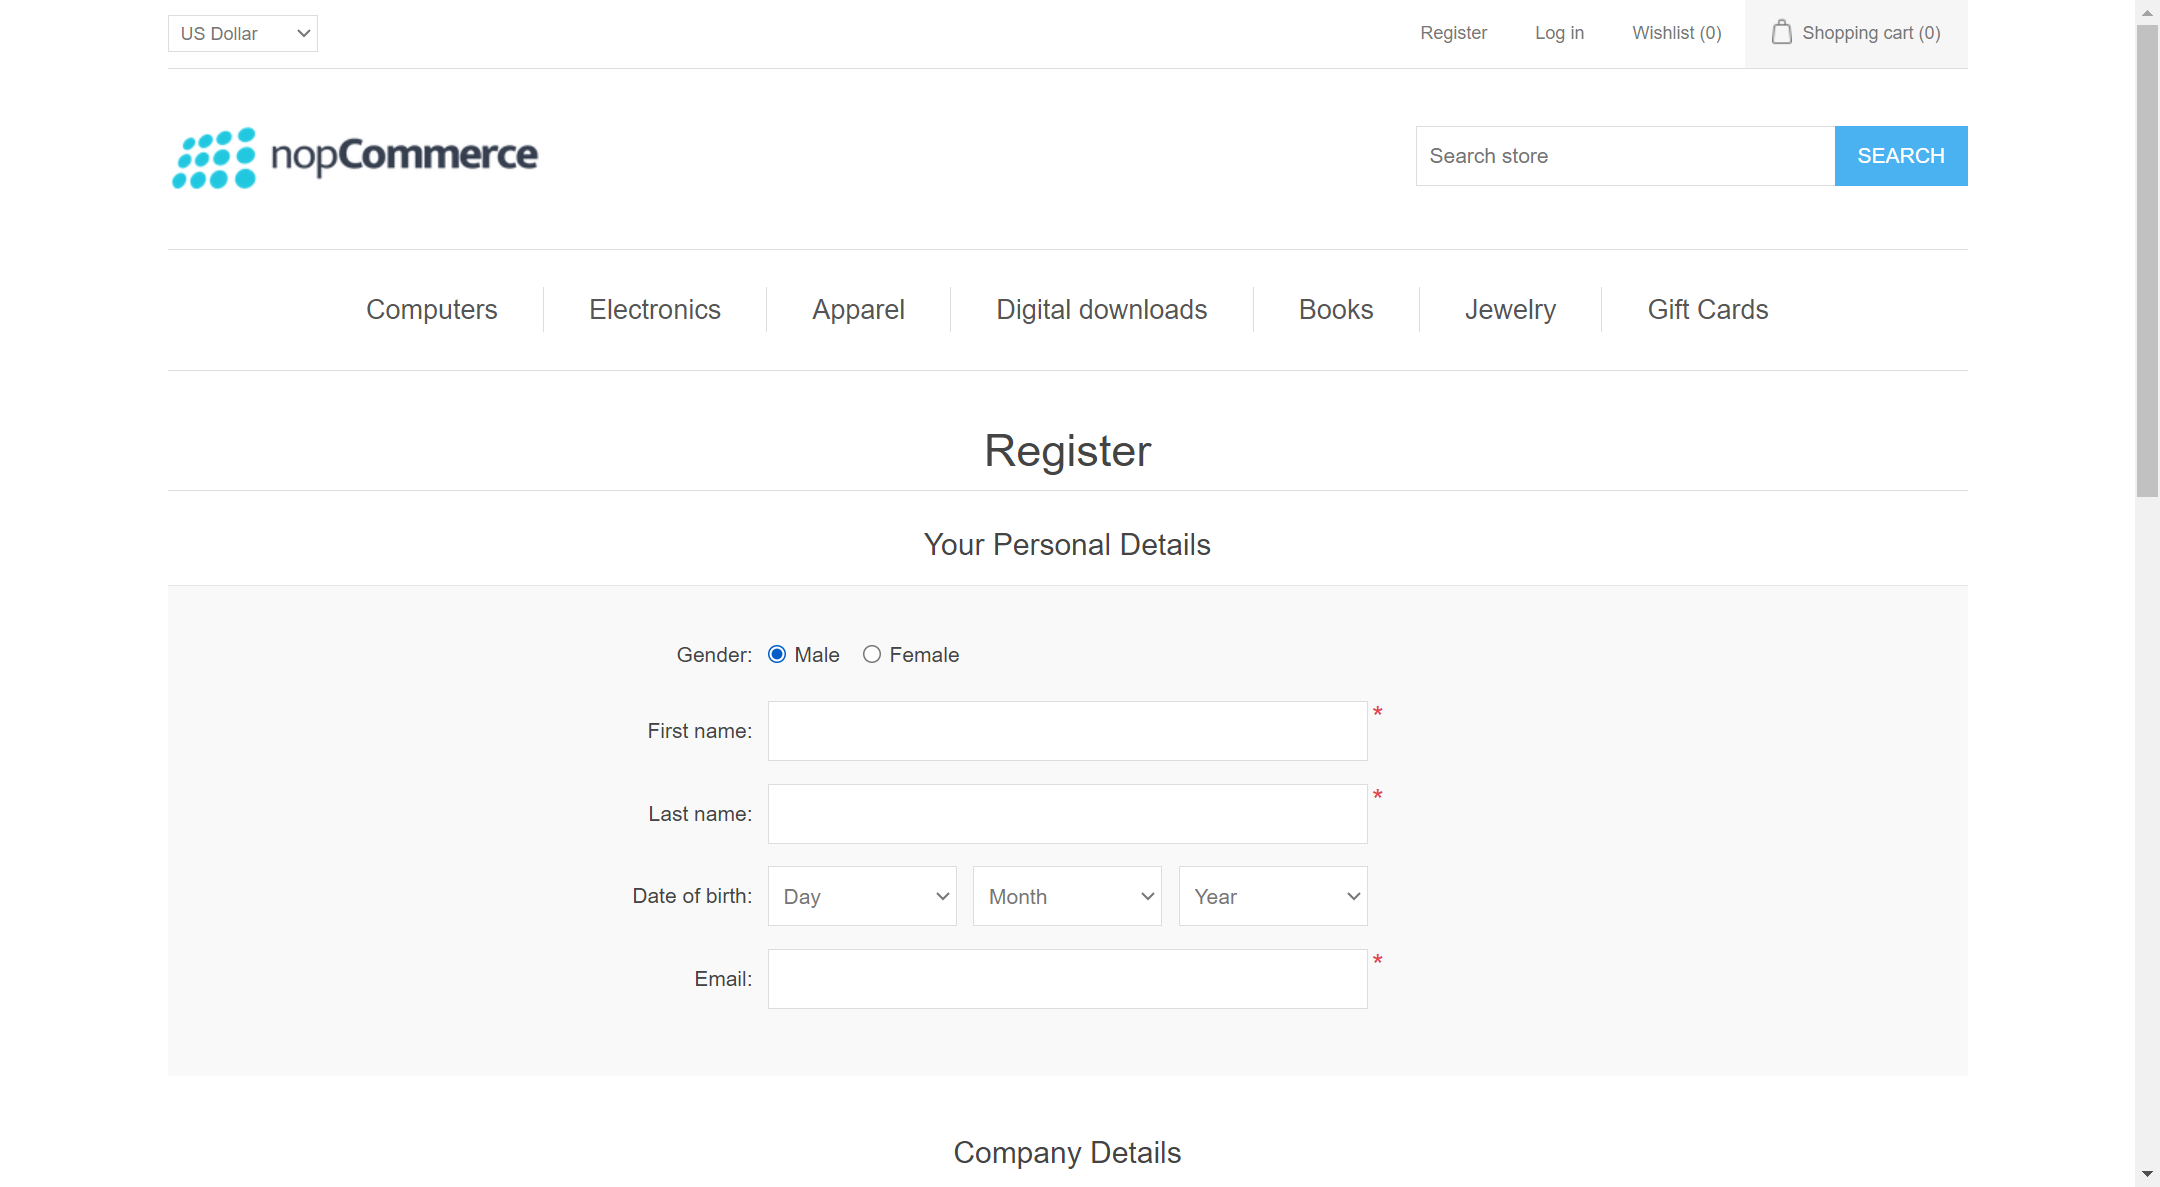 US Dollar
Register
Log in
Wishlist (0)
Shopping cart (0)
nopCommerce
Search store
SEARCH
Computers
Electronics
Apparel
Digital downloads
Books
Jewelry
Gift Cards
Register
Your Personal Details
Gender: Male Female
First name: *
Last name: *
Date of birth: Day Month Year
Email: *
Company Details